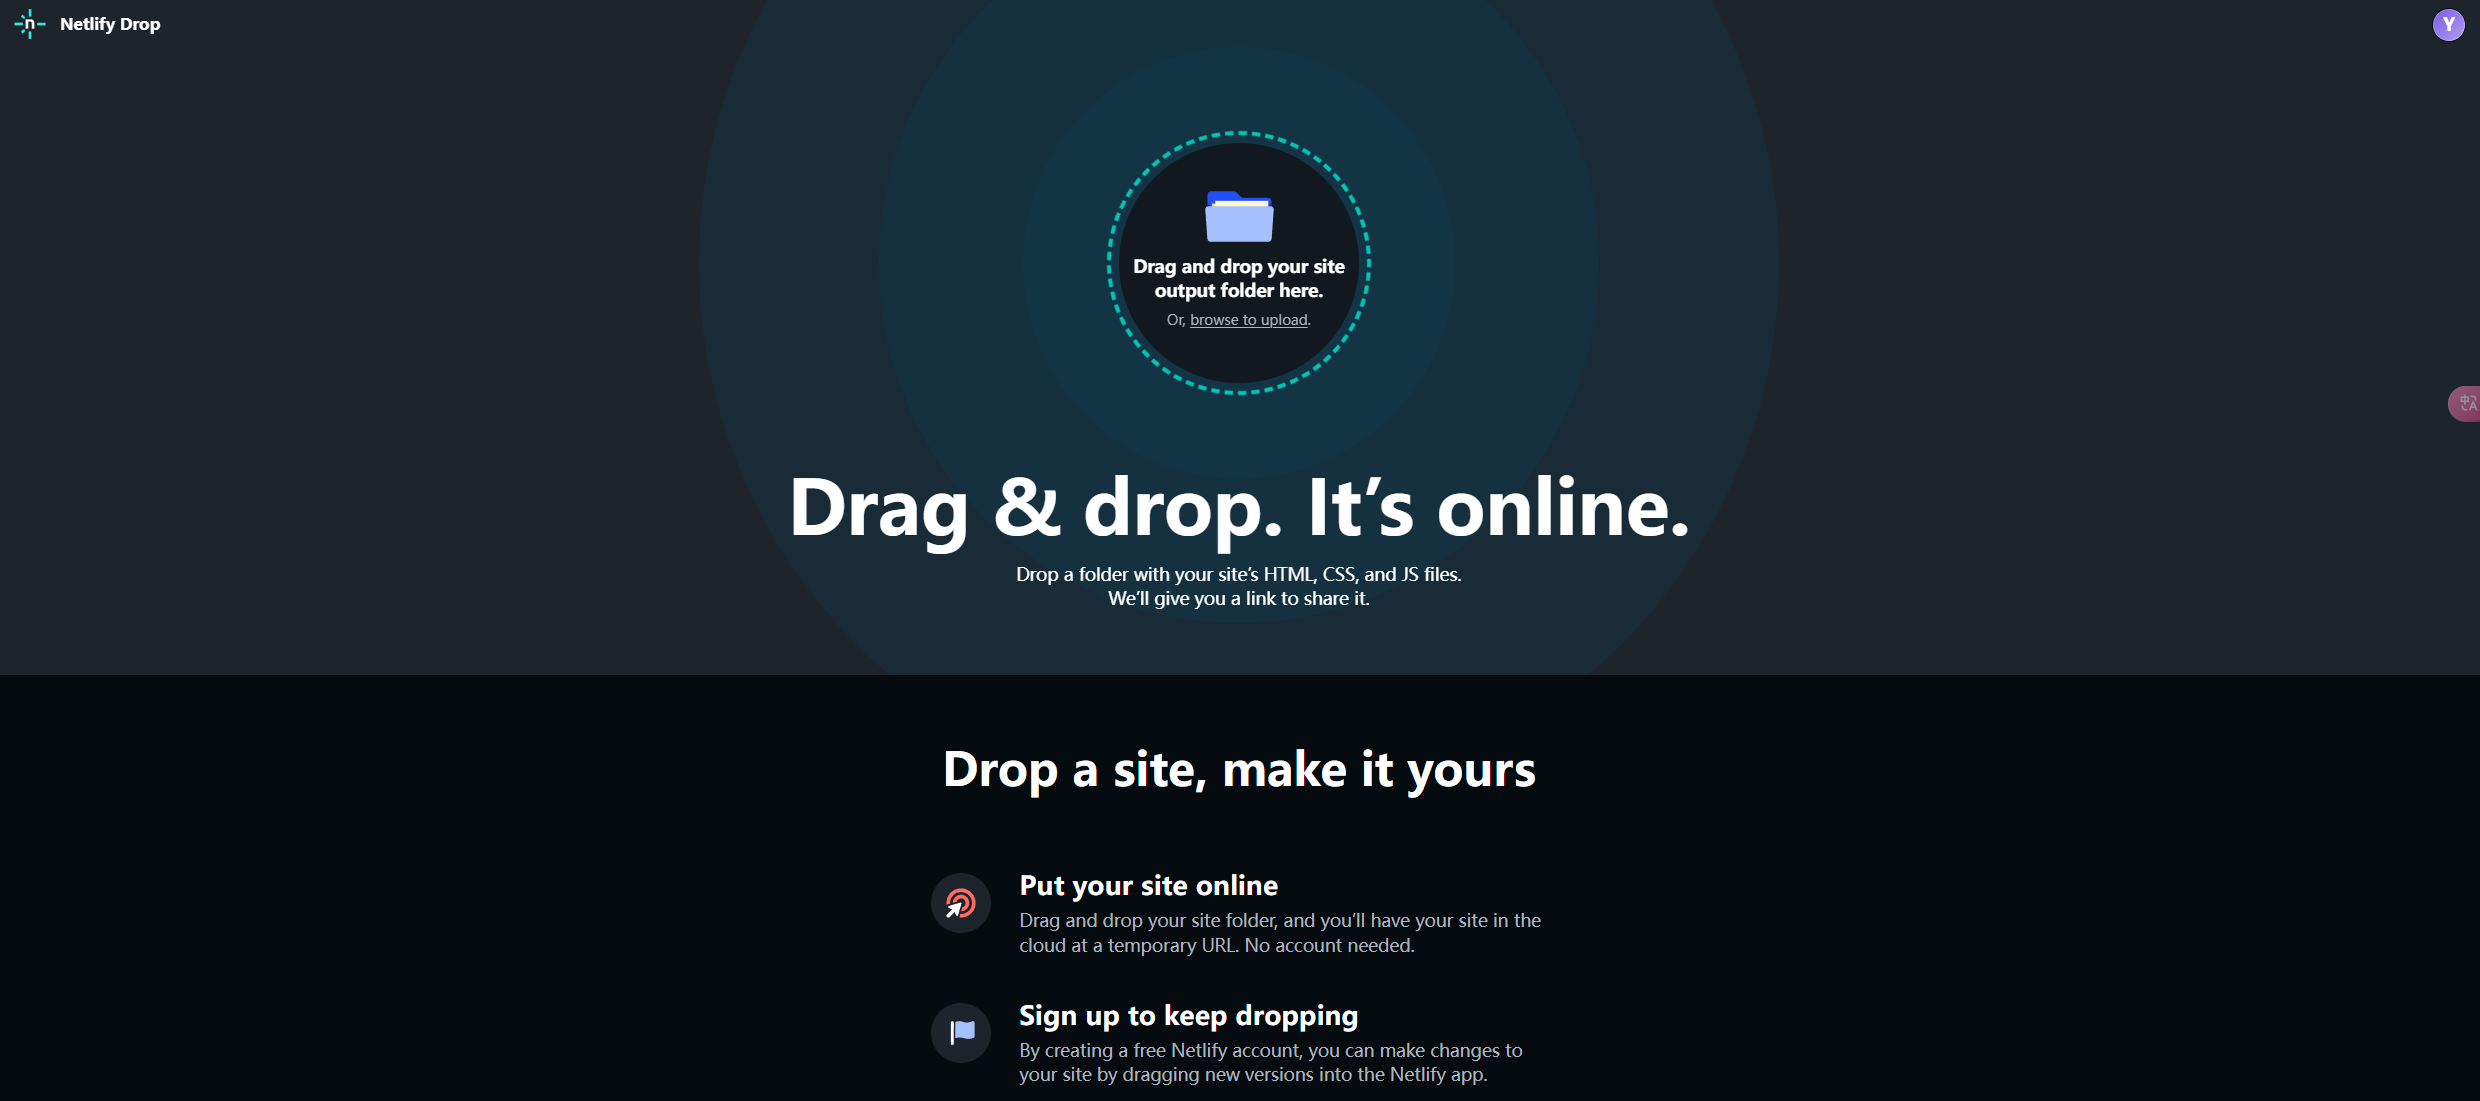 Netlify Drop
Y
Drag and drop your site
output folder here.
Or, browse to upload.
中
A
Drag & drop. It’s online.
Drop a folder with your site’s HTML, CSS, and JS files.
We’ll give you a link to share it.
Drop a site, make it yours
Put your site online
Drag and drop your site folder, and you’ll have your site in the
cloud at a temporary URL. No account needed.
Sign up to keep dropping
By creating a free Netlify account, you can make changes to
your site by dragging new versions into the Netlify app.